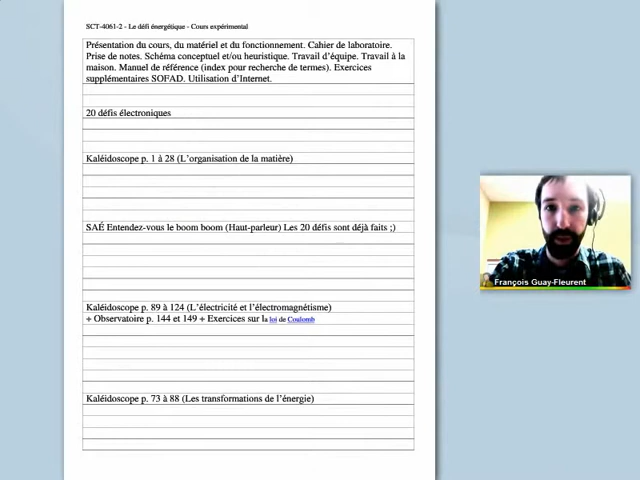 SCT-4061-2 - Le défi énergétique - Cours expérimental
Présentation du cours, du matériel et du fonctionnement. Cahier de laboratoire.
Prise de notes. Schéma conceptuel et/ou heuristique. Travail d'équipe. Travail à la
maison. Manuel de référence (index pour recherche de termes). Exercices
supplémentaires SOFAD. Utilisation d'Internet.
20 défis électroniques
Kaléidoscope p. 1 à 28 (L'organisation de la matière)
SAÉ Entendez-vous le boom boom (Haut-parleur) Les 20 défis sont déjà faits ;)
Kaléidoscope p. 89 à 124 (L'électricité et l'électromagnétisme)
+ Observatoire p. 144 et 149 + Exercices sur la loi de Coulomb
Kaléidoscope p. 73 à 88 (Les transformations de l'énergie)
François Guay-Fleurent